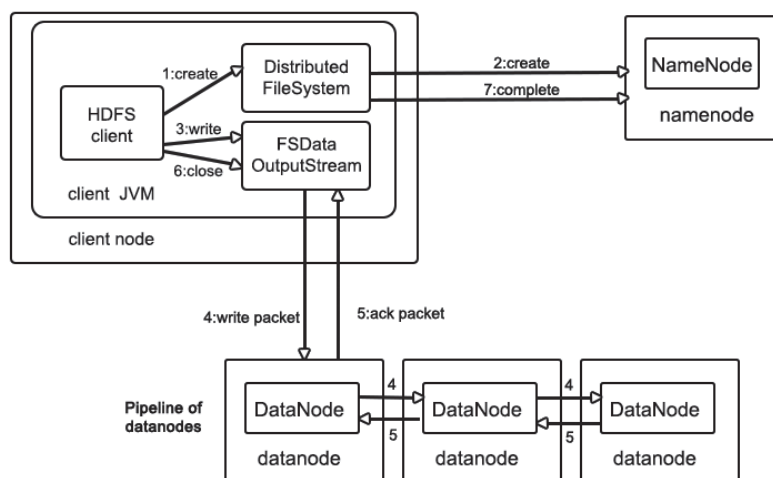 1:create
Distributed
FileSystem
2:create
7:complete
NameNode
namenode
HDFS
client
3:write
6:close
FSData
OutputStream
client JVM
client node
4:write packet
5:ack packet
Pipeline of
datanodes
DataNode
4
5
DataNode
4
5
DataNode
datanode
datanode
datanode